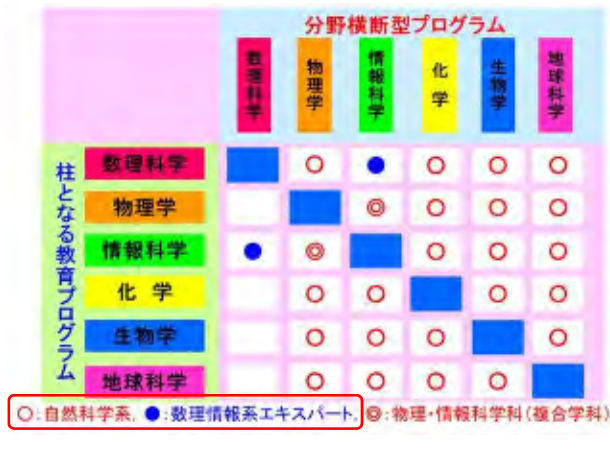 分野横断型プログラム
数理科学
物理学
情報科学
化学
生物学
地球科学
柱となる教育プログラム
数理科学
○
●
○
○
○
物理学
◎
○
○
○
情報科学
●
◎
○
○
○
化 学
○
○
○
○
生物学
○
○
○
○
地球科学
○
○
○
○
○:自然科学系, ●:数理情報系エキスパート, ◎:物理・情報科学科(複合学科)